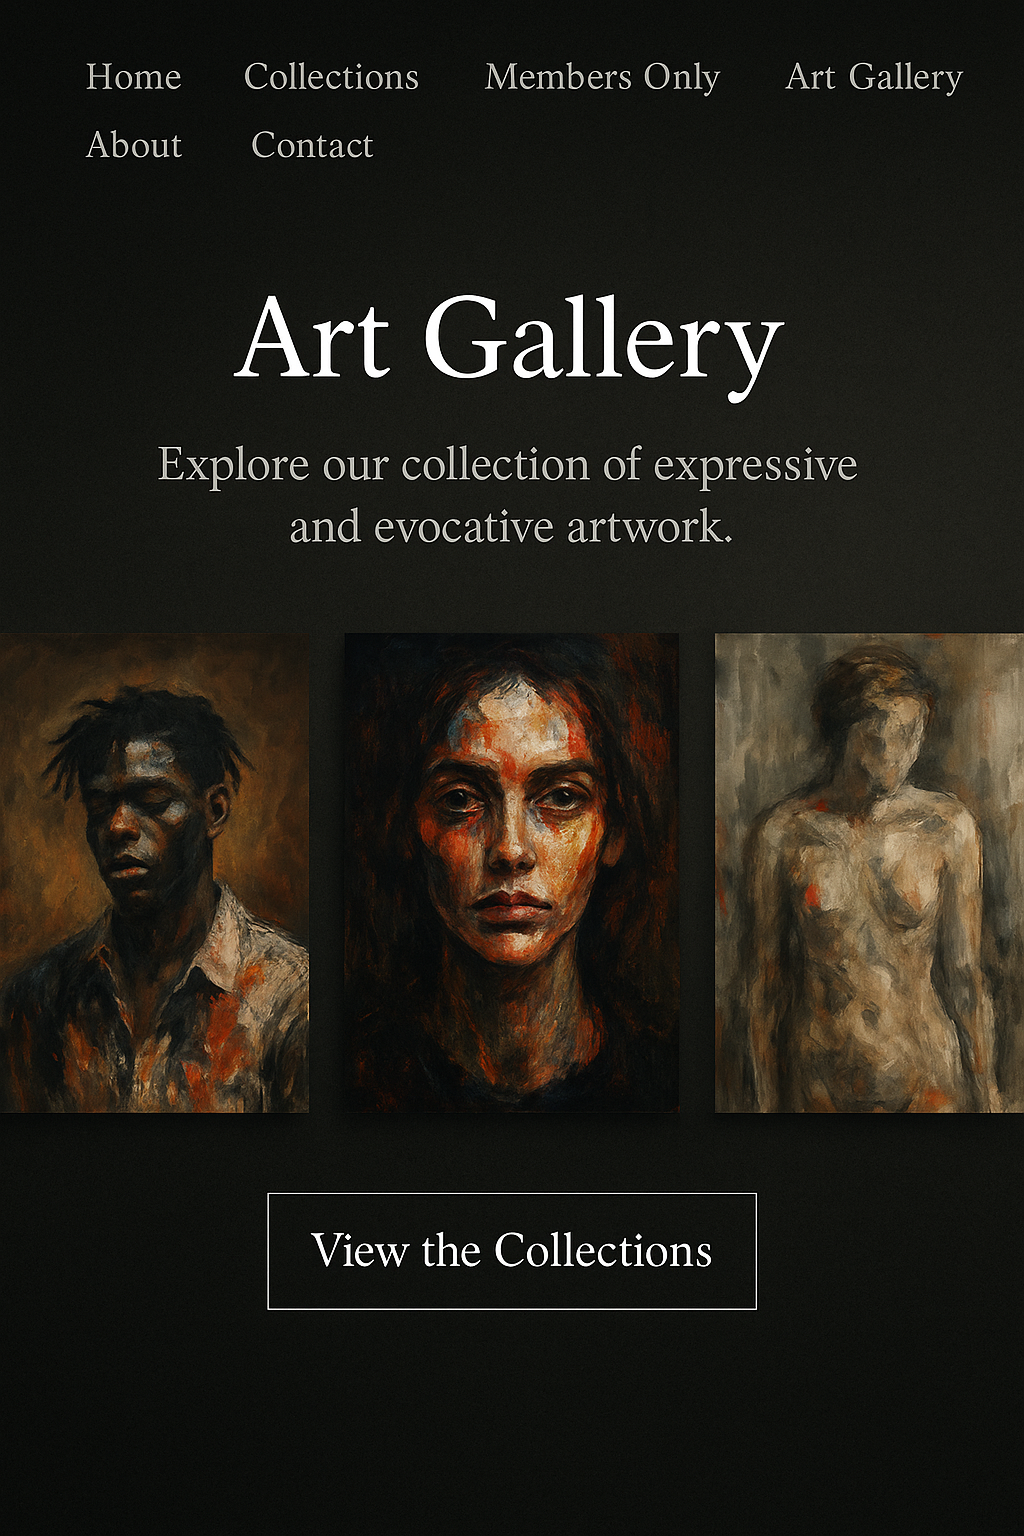 Home Collections Members Only Art Gallery
About Contact
Art Gallery
Explore our collection of expressive
and evocative artwork.
View the Collections